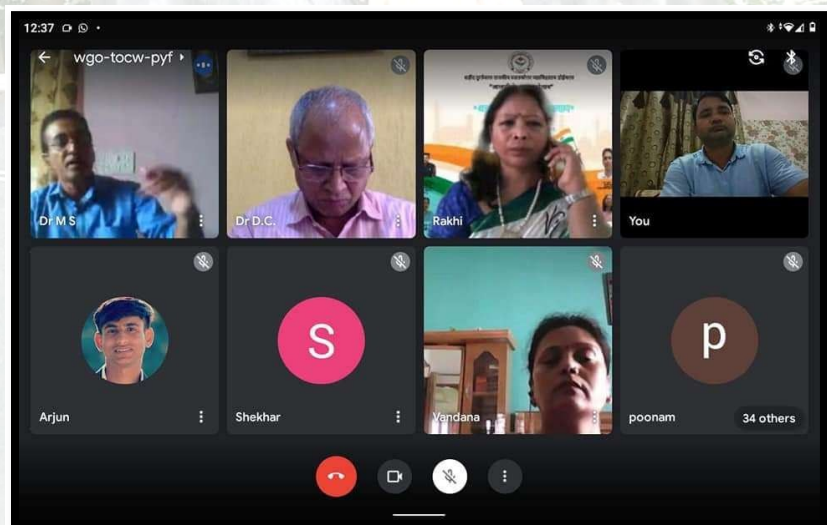 12:37
wgo-tocw-pyf
Dr M S
Dr D.C.
Rakhi
You
Arjun
S
Shekhar
Vandana
p
poonam
34 others